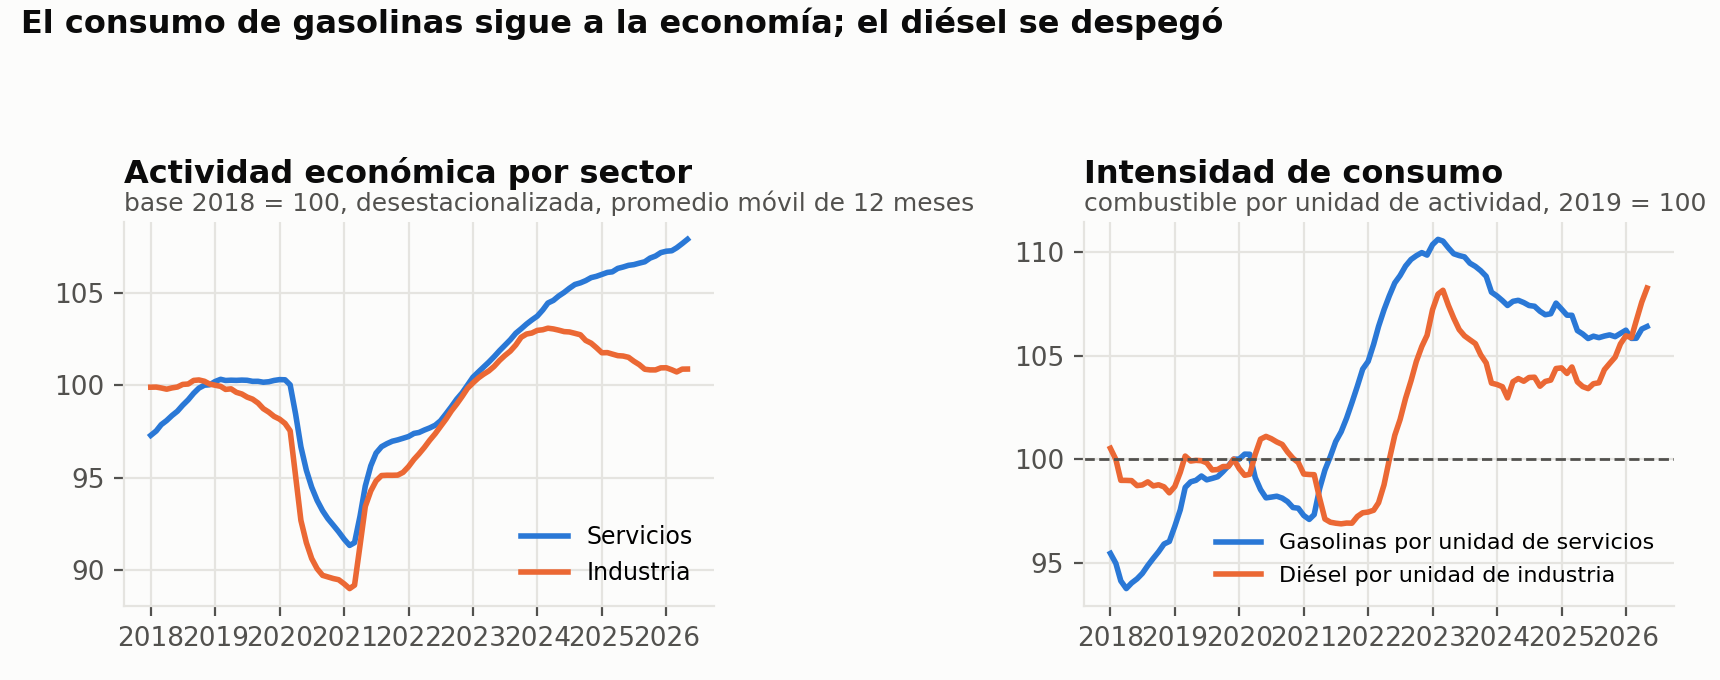 El consumo de gasolinas sigue a la economía; el diésel se despegó
Actividad económica por sector
base 2018 = 100, desestacionalizada, promedio móvil de 12 meses
105
100
95
90
Servicios
Industria
2018 2019 2020 2021 2022 2023 2024 2025 2026
Intensidad de consumo
combustible por unidad de actividad, 2019 = 100
110
105
100
95
Gasolinas por unidad de servicios
Diésel por unidad de industria
2018 2019 2020 2021 2022 2023 2024 2025 2026